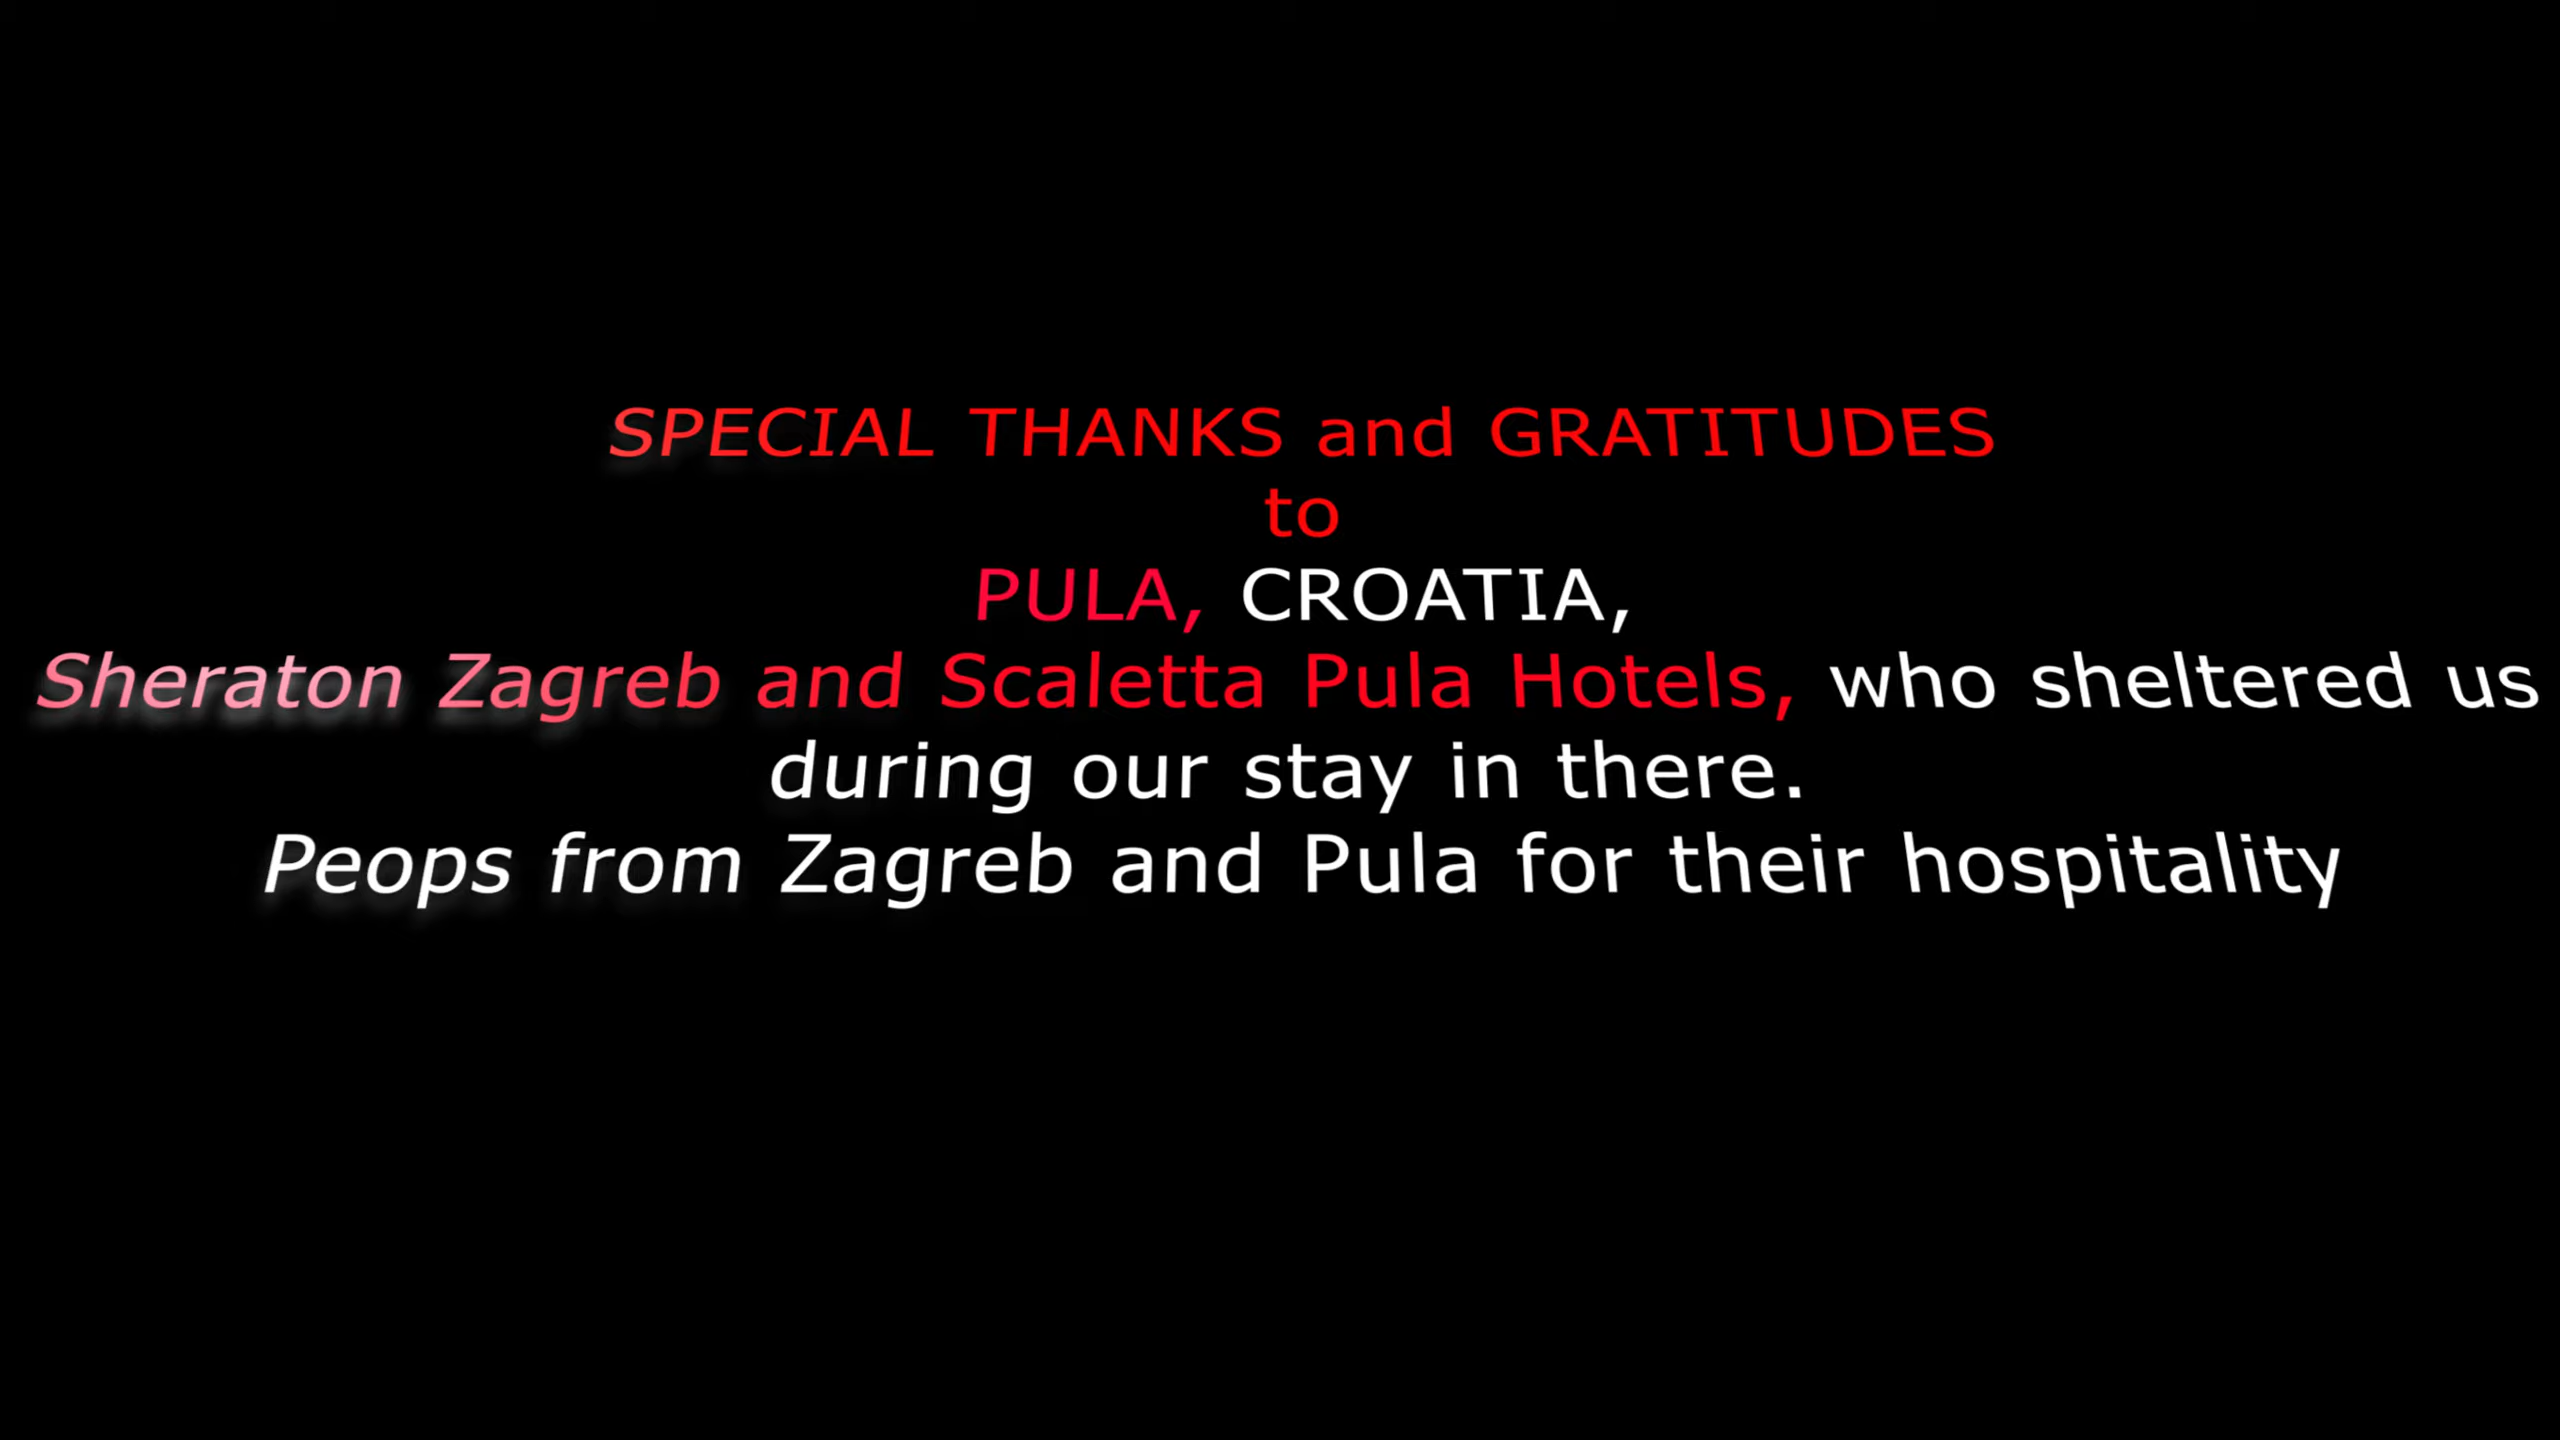 SPECIAL THANKS and GRATITUDES
to
PULA, CROATIA,
Sheraton Zagreb and Scaletta Pula Hotels, who sheltered us
during our stay in there.
Peops from Zagreb and Pula for their hospitality